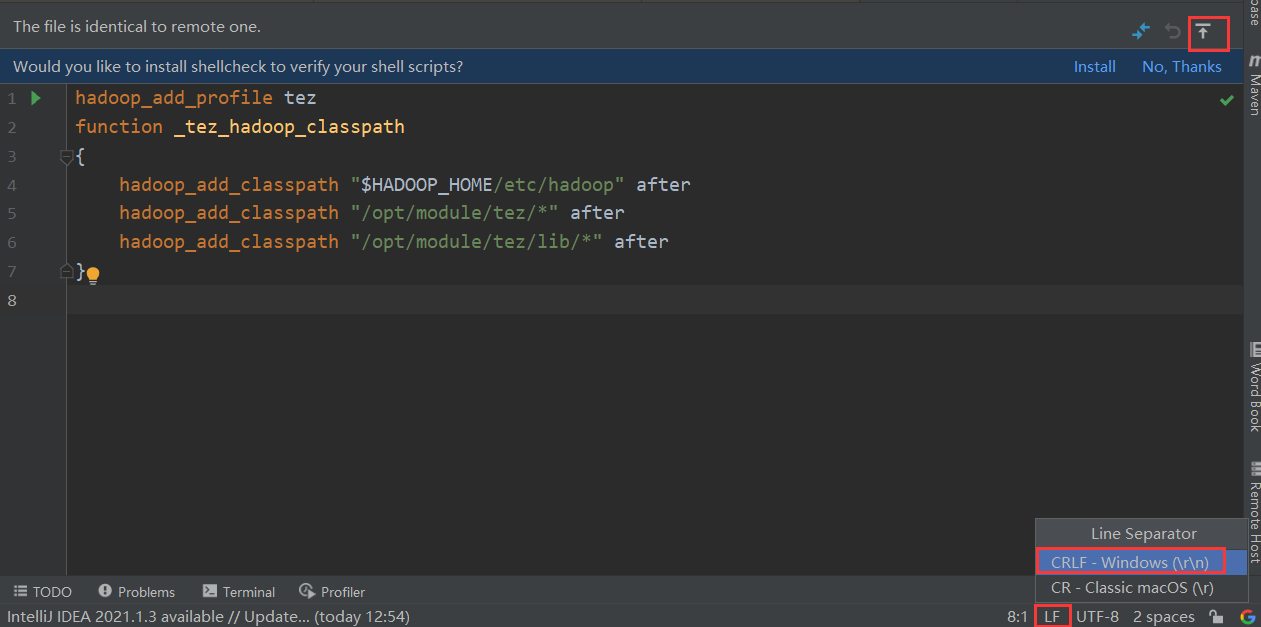 The file is identical to remote one.
Would you like to install shellcheck to verify your shell scripts?
Install
No, Thanks
1 hadoop_add_profile tez
2 function _tez_hadoop_classpath
3 {
4     hadoop_add_classpath "$HADOOP_HOME/etc/hadoop" after
5     hadoop_add_classpath "/opt/module/tez/*" after
6     hadoop_add_classpath "/opt/module/tez/lib/*" after
7 }
8
Maven
Word Book
Remote Host
Line Separator
CRLF - Windows (\r\n)
CR - Classic macOS (\r)
TODO
Problems
Terminal
Profiler
IntelliJ IDEA 2021.1.3 available // Update... (today 12:54)
8:1
LF
UTF-8
2 spaces